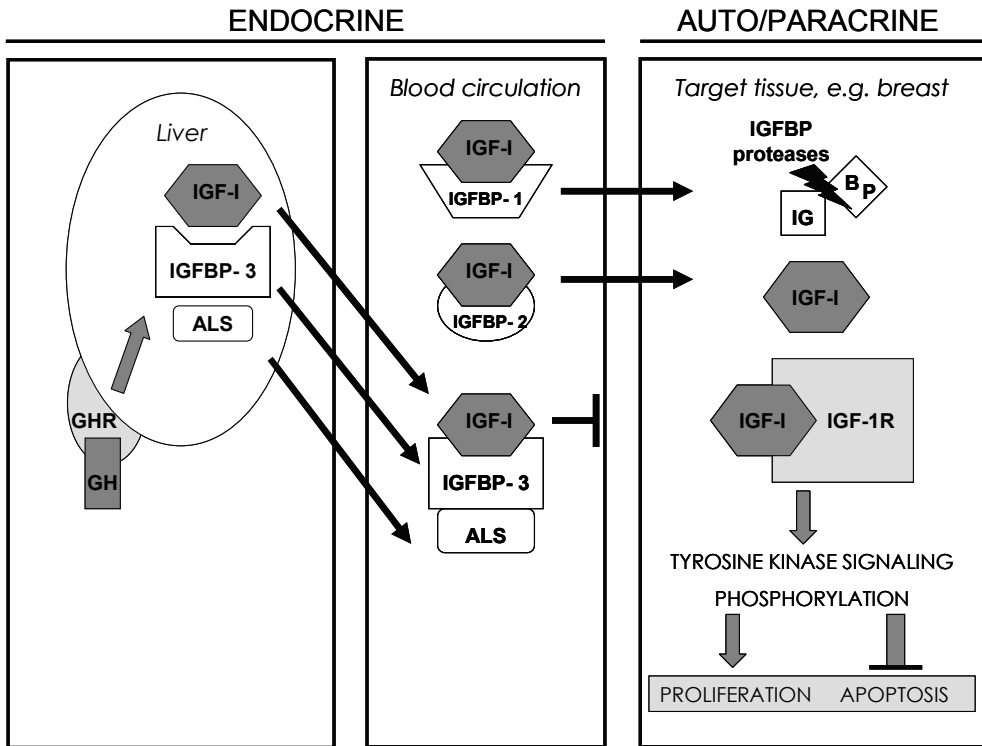 ENDOCRINE
AUTO/PARACRINE
Liver
IGF-I
IGFBP- 3
ALS
GHR
GH
Blood circulation
IGF-I
IGFBP- 1
IGF-I
IGFBP- 2
IGF-I
IGFBP- 3
ALS
Target tissue, e.g. breast
IGFBP
proteases
B
P
IG
IGF-I
IGF-I
IGF-1R
TYROSINE KINASE SIGNALING
PHOSPHORYLATION
PROLIFERATION
APOPTOSIS